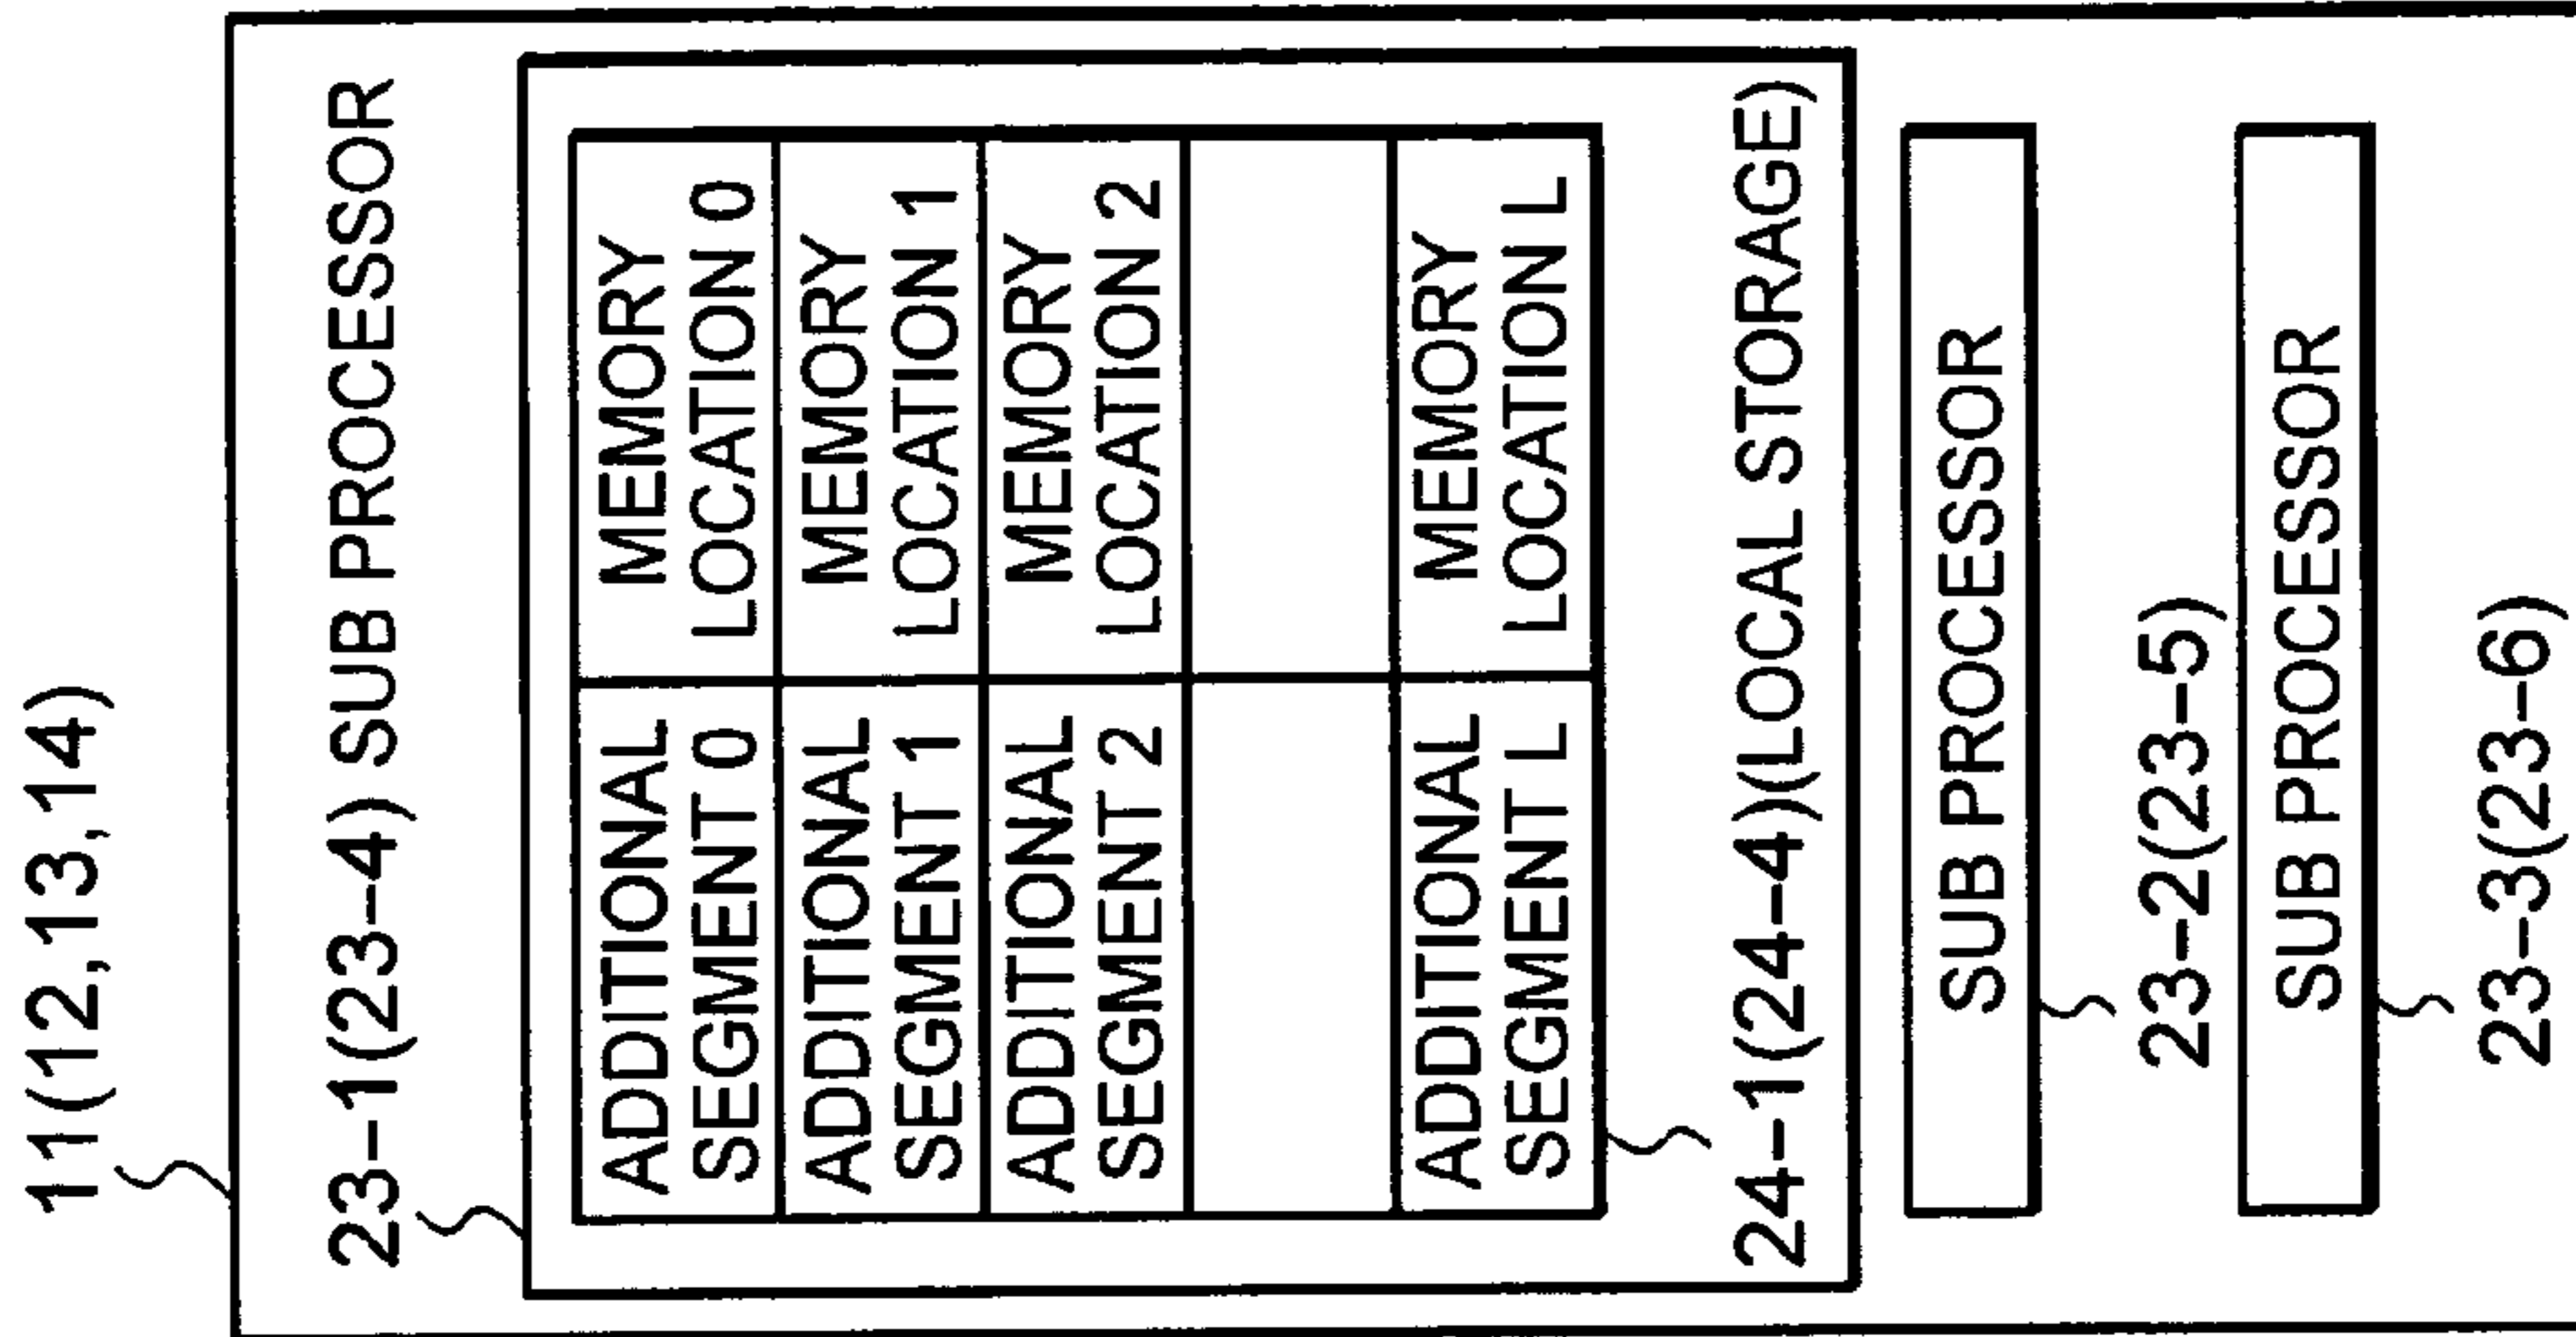 11(12,13,14)
23-1(23-4) SUB PROCESSOR
ADDITIONAL
SEGMENT 0
MEMORY
LOCATION 0
ADDITIONAL
SEGMENT 1
MEMORY
LOCATION 1
ADDITIONAL
SEGMENT 2
MEMORY
LOCATION 2
ADDITIONAL
SEGMENT L
MEMORY
LOCATION L
24-1(24-4)(LOCAL STORAGE)
SUB PROCESSOR
23-2(23-5)
SUB PROCESSOR
23-3(23-6)